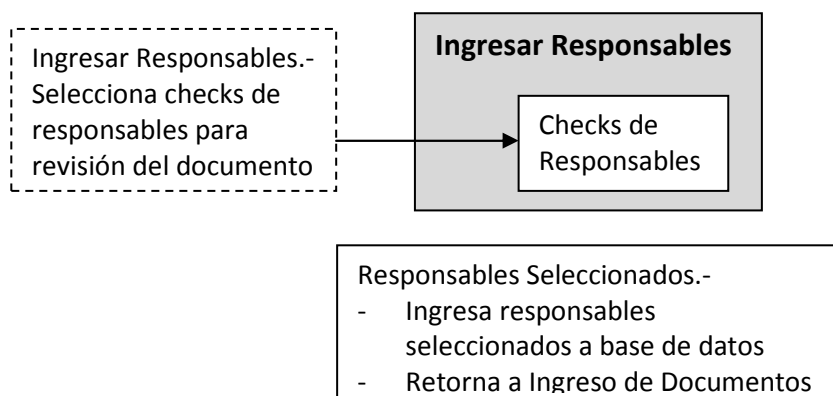 Ingresar Responsables.-
Selecciona checks de
responsables para
revisión del documento
Ingresar Responsables
Checks de
Responsables
Responsables Seleccionados.-
- Ingresa responsables
seleccionados a base de datos
- Retorna a Ingreso de Documentos